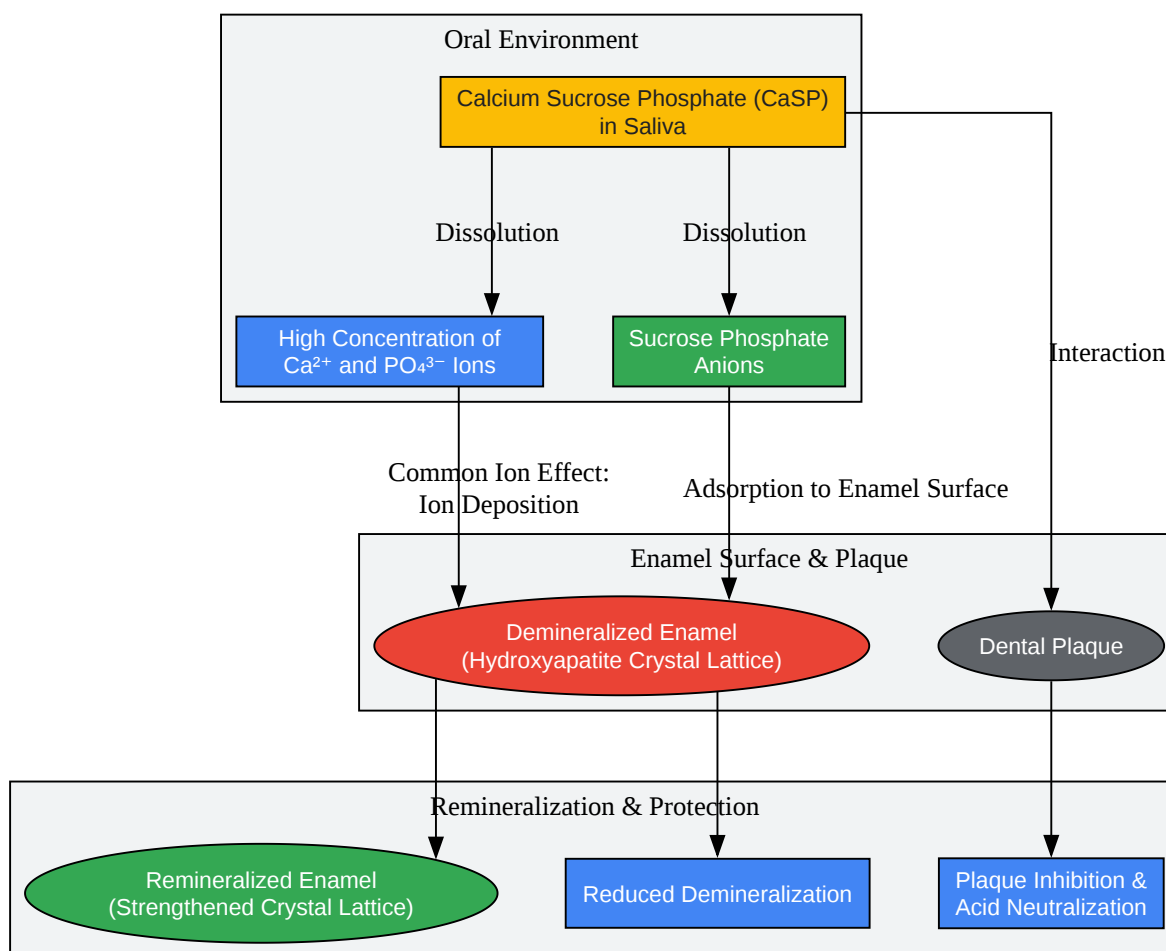 Oral Environment
Calcium Sucrose Phosphate (CaSP)
in Saliva
Dissolution
Dissolution
High Concentration of
Ca²⁺ and PO₄³⁻ Ions
Sucrose Phosphate
Anions
Interaction
Common Ion Effect:
Ion Deposition
Adsorption to Enamel Surface
Enamel Surface & Plaque
Demineralized Enamel
(Hydroxyapatite Crystal Lattice)
Dental Plaque
Remineralization & Protection
Remineralized Enamel
(Strengthened Crystal Lattice)
Reduced Demineralization
Plaque Inhibition &
Acid Neutralization